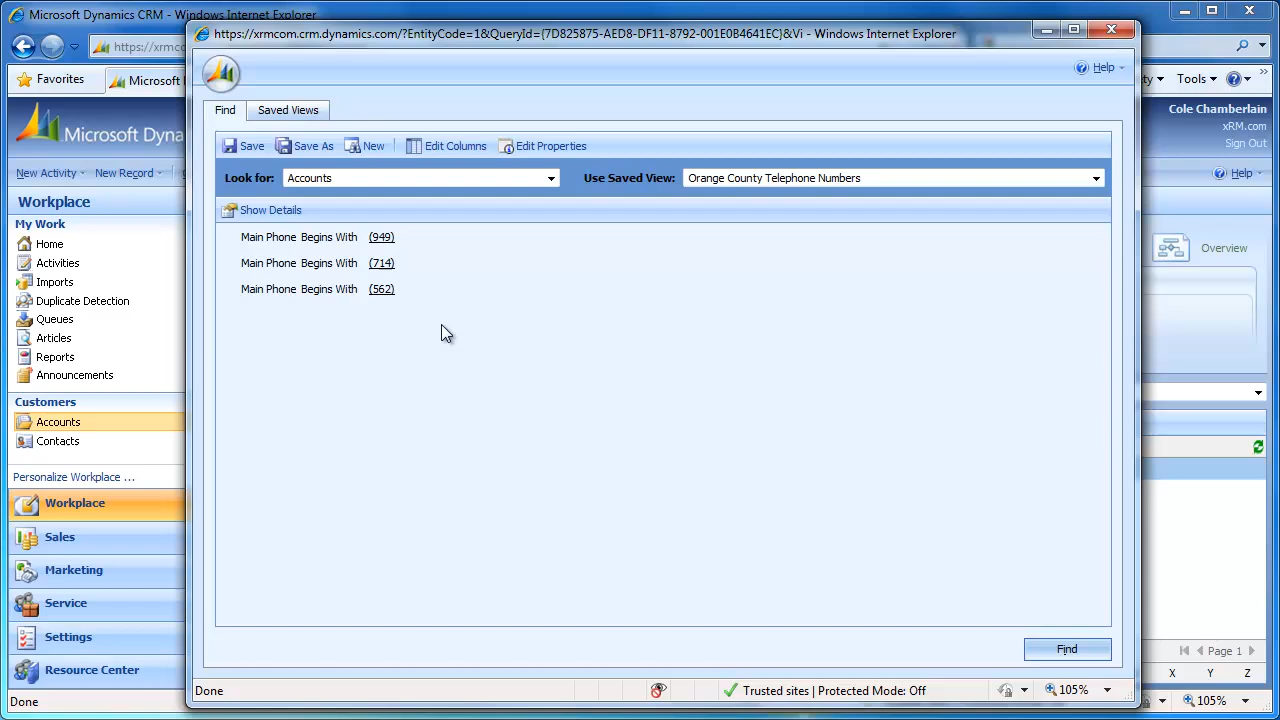 Microsoft Dynamics CRM - Windows Internet Explorer
https://xrmcom.crm.dynamics.com/?EntityCode=1&QueryId={7D825875-AED8-DF11-8792-001E0B4641EC}&Vi - Windows Internet Explorer
https://xrmco
Help
Favorites
Microsoft
Tools
Find
Saved Views
Cole Chamberlain
xRM.com
Sign Out
Microsoft Dyna
Save
Save As
New
Edit Columns
Edit Properties
New Activity
New Record
Help
Look for:
Accounts
Use Saved View:
Orange County Telephone Numbers
Workplace
Show Details
My Work
Home
Activities
Imports
Duplicate Detection
Queues
Articles
Reports
Announcements
Main Phone Begins With (949)
Main Phone Begins With (714)
Main Phone Begins With (562)
Overview
Customers
Accounts
Contacts
Personalize Workplace ...
Workplace
Sales
Marketing
Service
Settings
Resource Center
Find
Page 1
X Y Z
Done
Trusted sites | Protected Mode: Off
105%
Done
105%